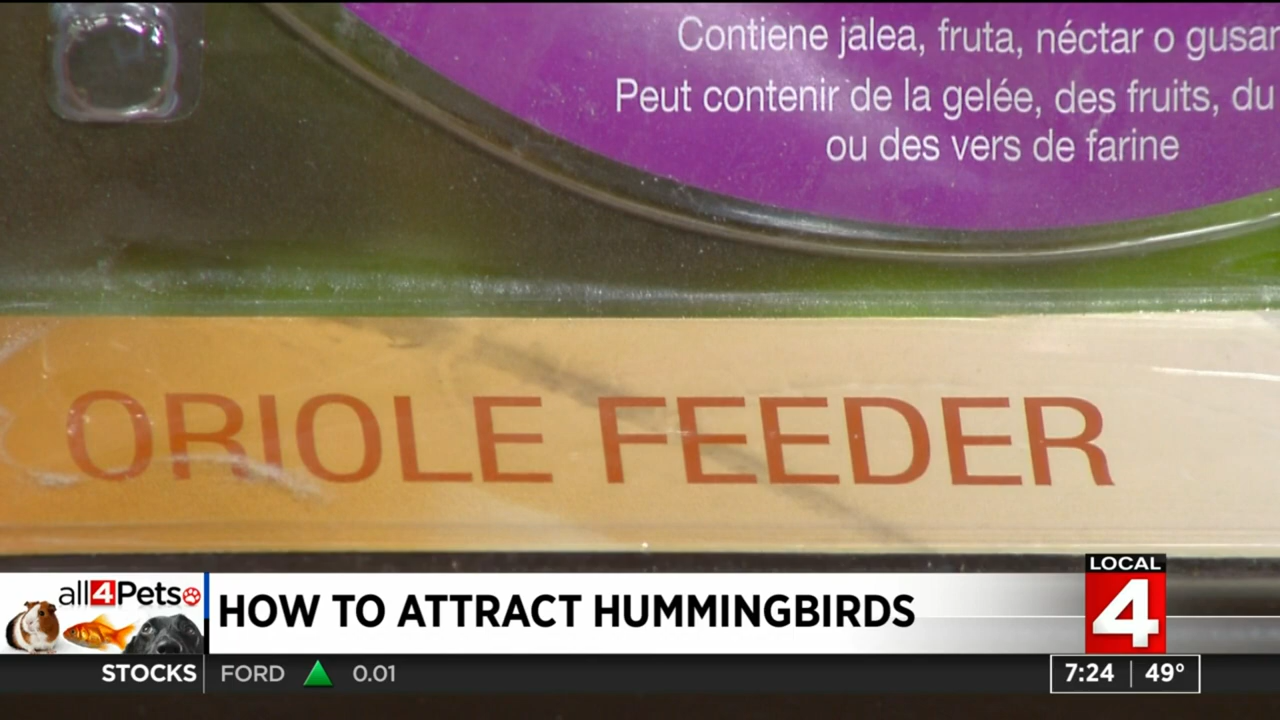 Contiene jalea, fruta, néctar o
Peut contenir de la gelée, des fruits, du
ou des vers de farine
ORIOLE FEEDER
LOCAL
4
all4Pets
HOW TO ATTRACT HUMMINGBIRDS
STOCKS FORD 0.01
7:24 49°